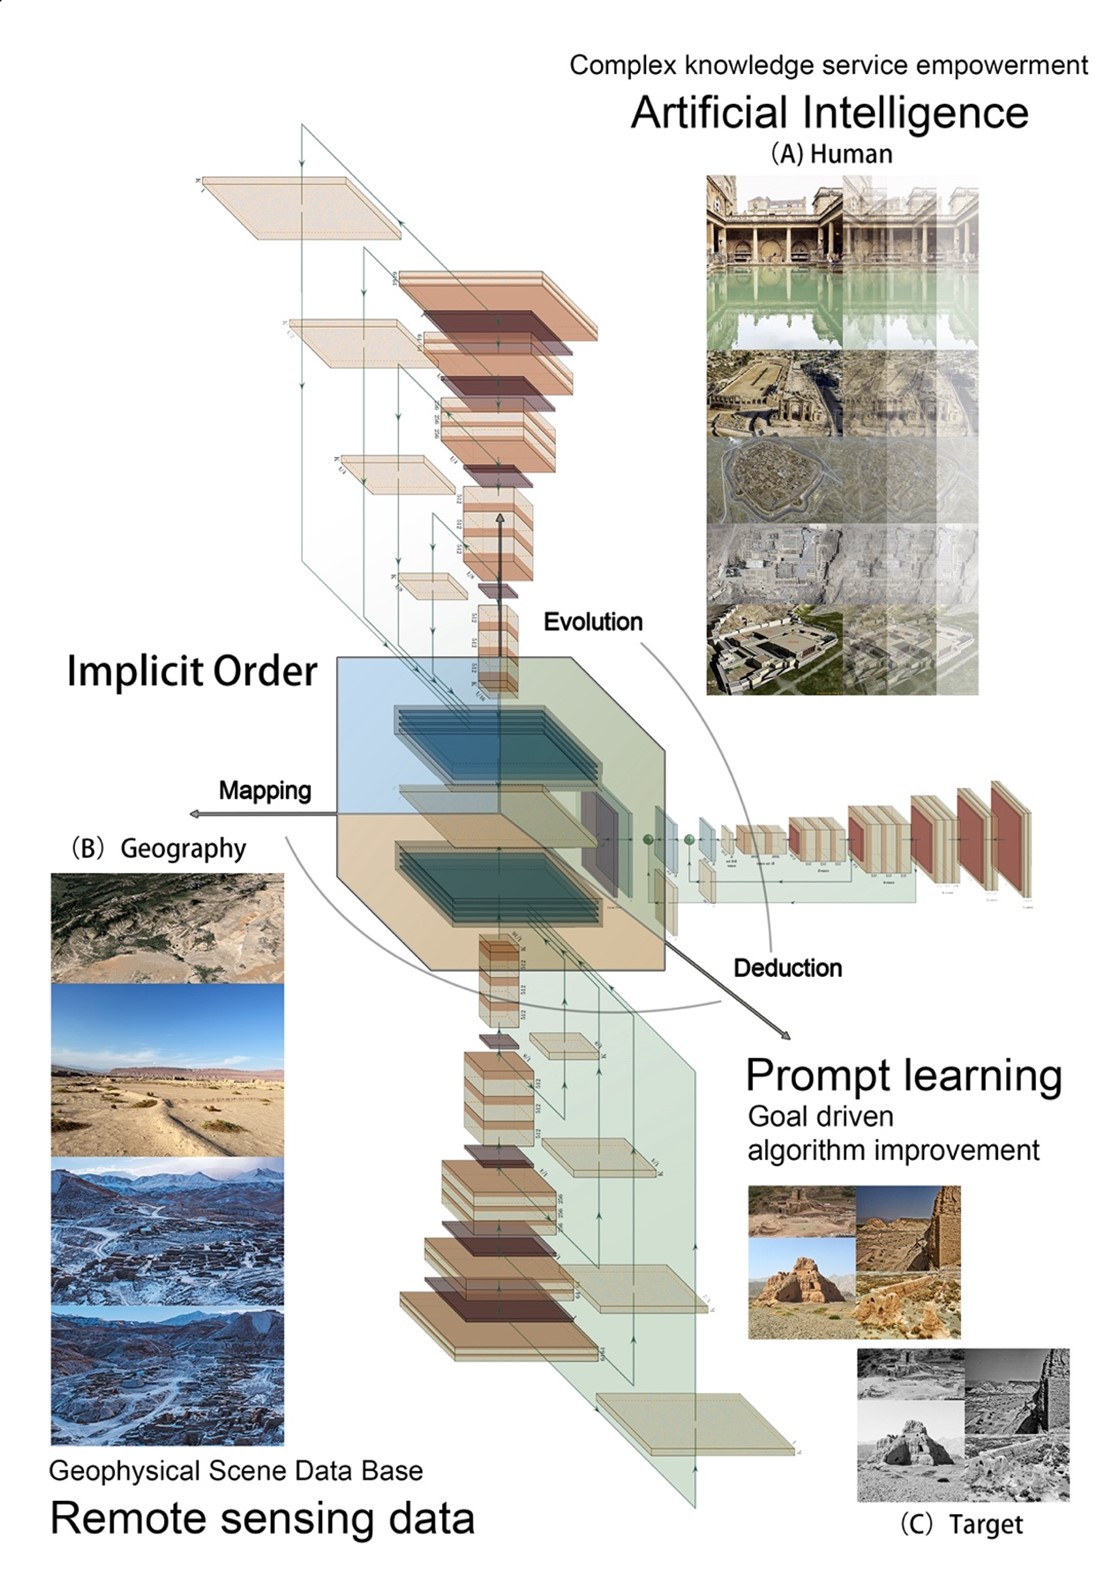 Complex knowledge service empowerment
Artificial Intelligence
(A) Human
Evolution
Implicit Order
Mapping
(B) Geography
Deduction
Prompt learning
Goal driven
algorithm improvement
Geophysical Scene Data Base
Remote sensing data
(C) Target